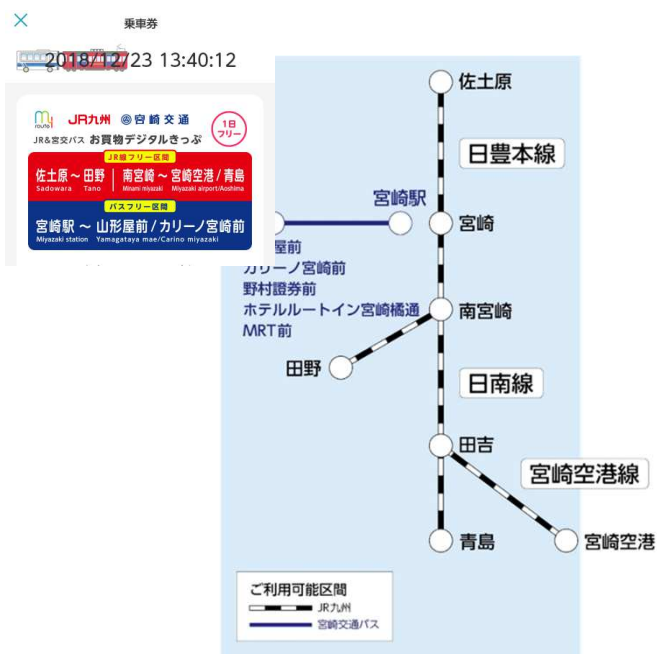 乗車券
2018/12/23 13:40:12
my route JR九州 宮崎交通
JR&宮交バス お買物デジタルきっぷ
1日
フリー
JR線フリー区間
佐土原~田野 | 南宮崎~宮崎空港/青島
Sadowara Tano Minami miyazaki Miyazaki airport/Aoshima
バスフリー区間
宮崎駅~山形屋前/カリーノ宮崎前
Miyazaki station Yamagataya mae/Carino miyazaki
佐土原
日豊本線
宮崎駅
宮崎
屋前
カリーノ宮崎前
野村證券前
ホテルルートイン宮崎橘通
MRT前
南宮崎
田野
日南線
田吉
宮崎空港線
青島
宮崎空港
ご利用可能区間
JR九州
宮崎交通バス